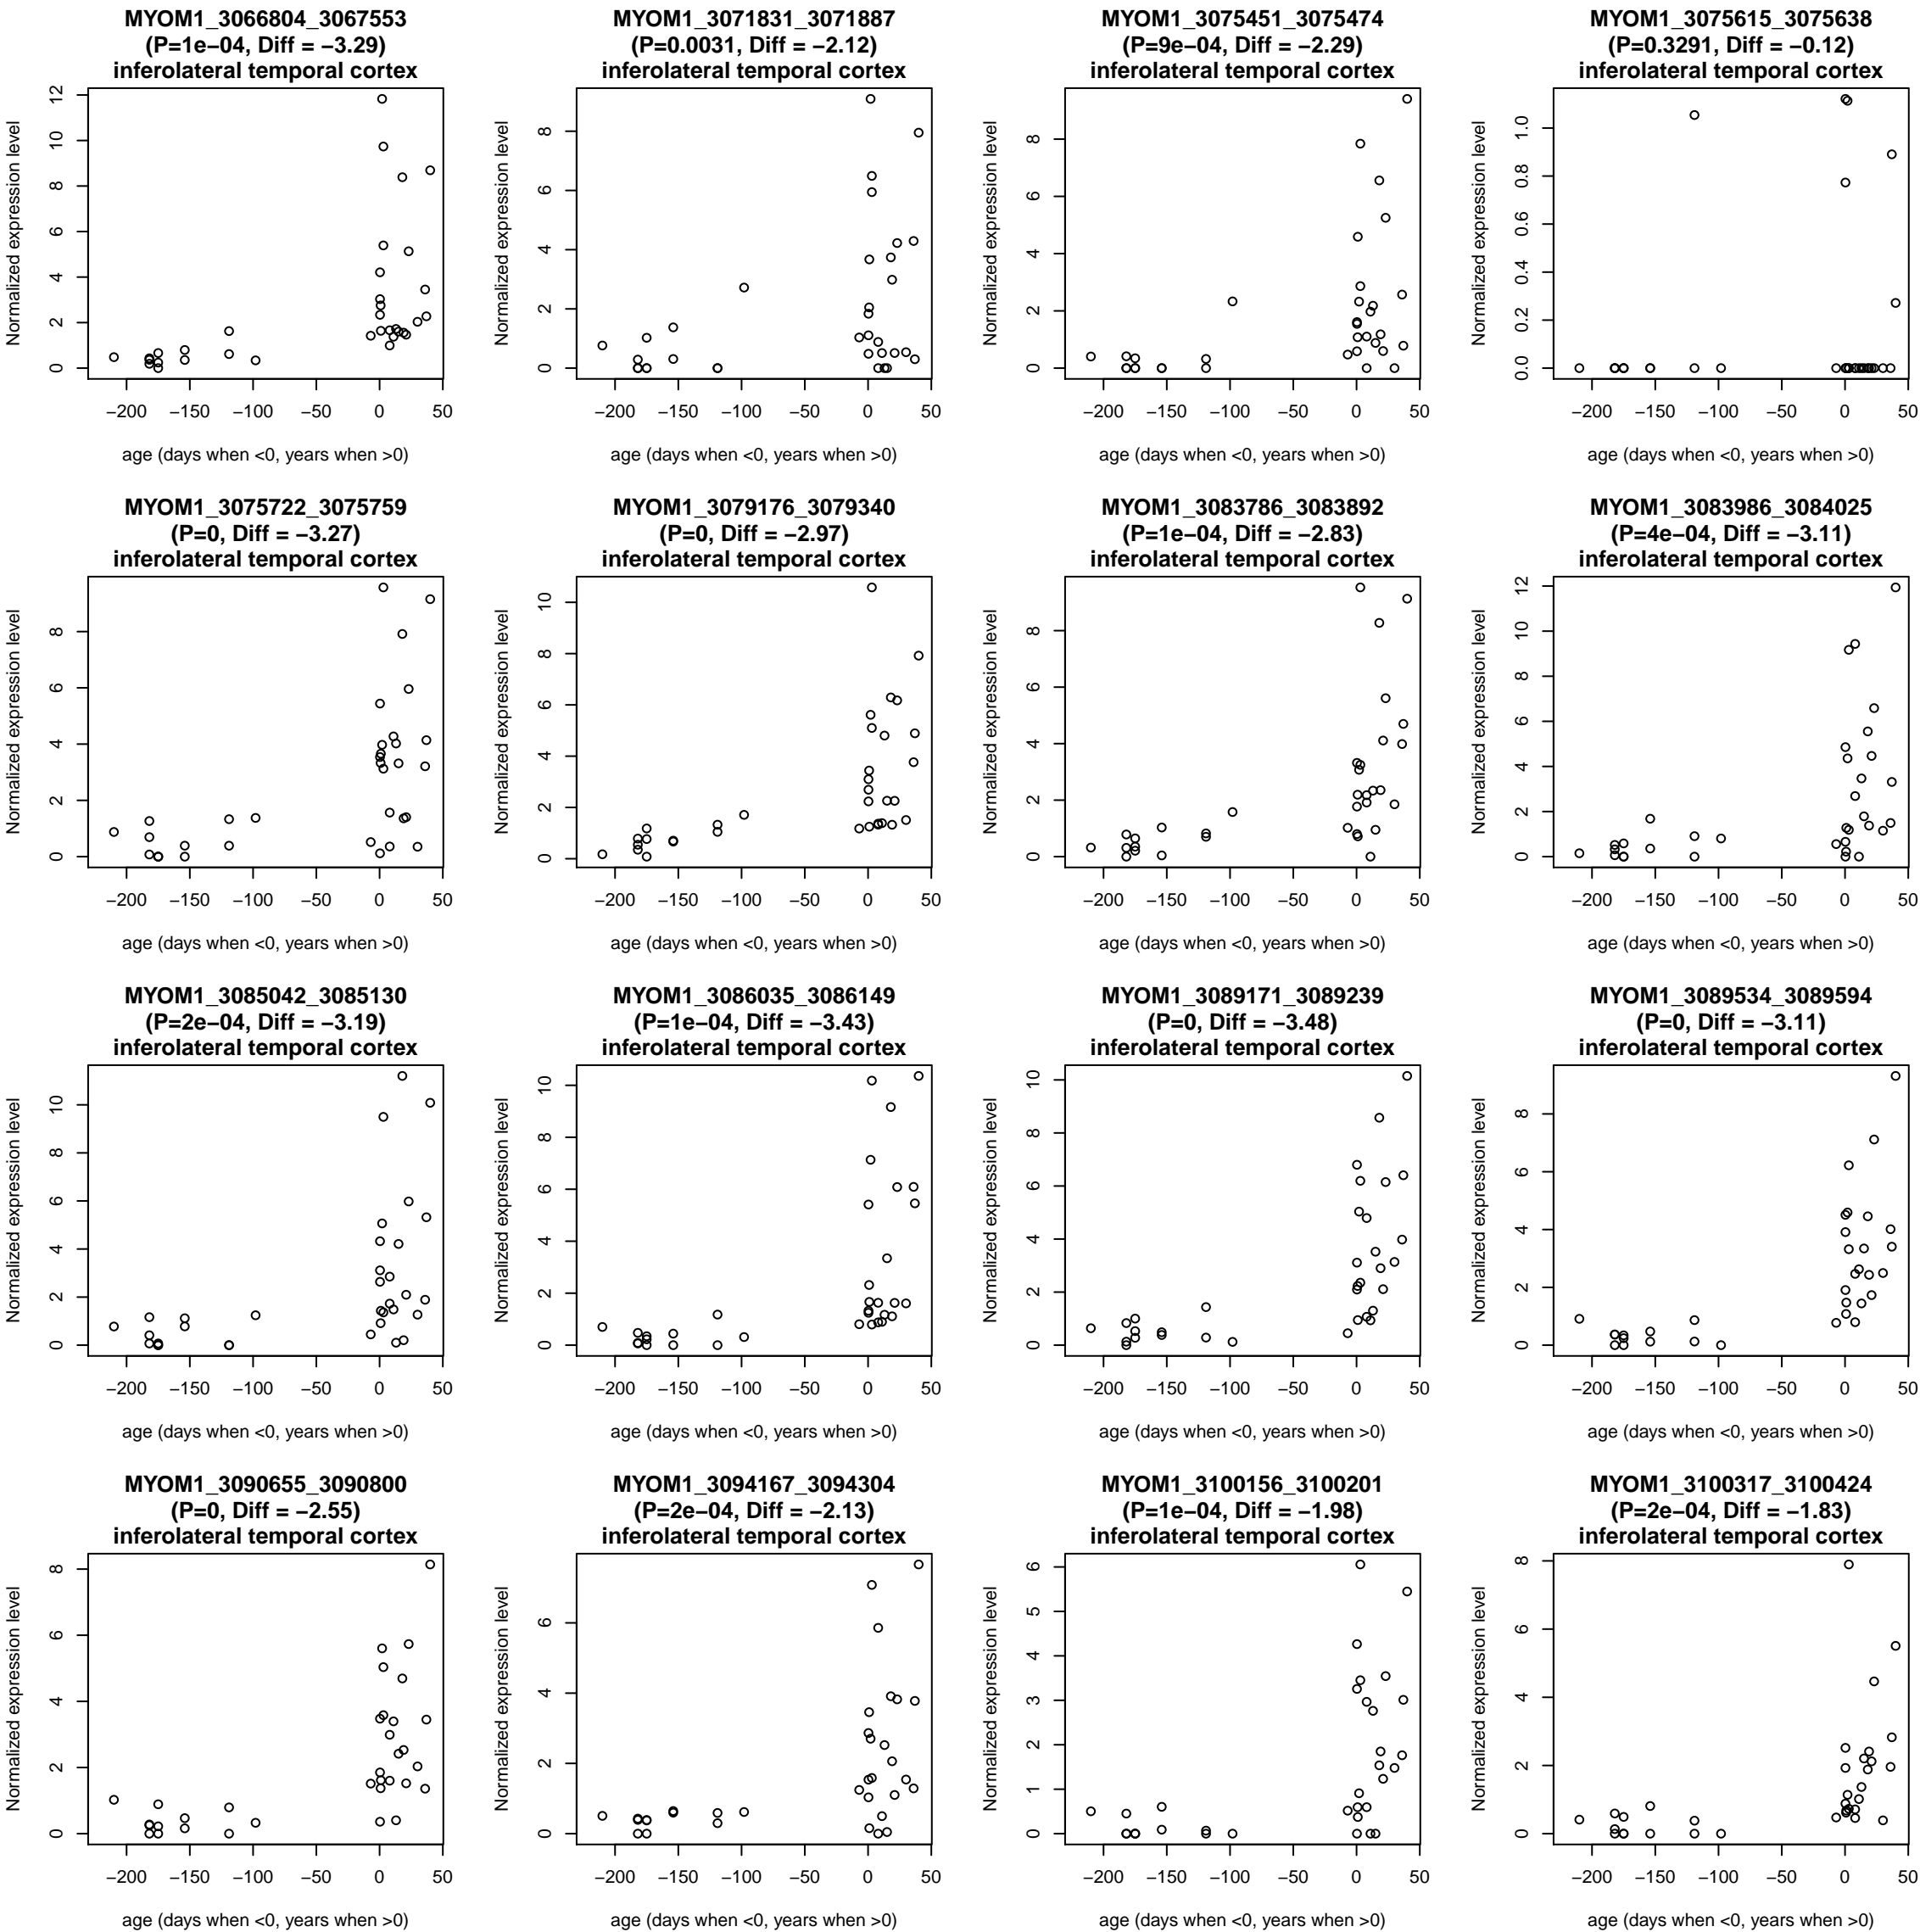 MYOM1_3066804_3067553
(P=1e−04, Diff = −3.29)
inferolateral temporal cortex
Normalized expression level
0 2 4 6 8 10 12
−200 −150 −100 −50 0 50
age (days when <0, years when >0)
MYOM1_3071831_3071887
(P=0.0031, Diff = −2.12)
inferolateral temporal cortex
Normalized expression level
0 2 4 6 8
−200 −150 −100 −50 0 50
age (days when <0, years when >0)
MYOM1_3075451_3075474
(P=9e−04, Diff = −2.29)
inferolateral temporal cortex
Normalized expression level
0 2 4 6 8
−200 −150 −100 −50 0 50
age (days when <0, years when >0)
MYOM1_3075615_3075638
(P=0.3291, Diff = −0.12)
inferolateral temporal cortex
Normalized expression level
0.0 0.2 0.4 0.6 0.8 1.0
−200 −150 −100 −50 0 50
age (days when <0, years when >0)
MYOM1_3075722_3075759
(P=0, Diff = −3.27)
inferolateral temporal cortex
Normalized expression level
0 2 4 6 8
−200 −150 −100 −50 0 50
age (days when <0, years when >0)
MYOM1_3079176_3079340
(P=0, Diff = −2.97)
inferolateral temporal cortex
Normalized expression level
0 2 4 6 8 10
−200 −150 −100 −50 0 50
age (days when <0, years when >0)
MYOM1_3083786_3083892
(P=1e−04, Diff = −2.83)
inferolateral temporal cortex
Normalized expression level
0 2 4 6 8
−200 −150 −100 −50 0 50
age (days when <0, years when >0)
MYOM1_3083986_3084025
(P=4e−04, Diff = −3.11)
inferolateral temporal cortex
Normalized expression level
0 2 4 6 8 10 12
−200 −150 −100 −50 0 50
age (days when <0, years when >0)
MYOM1_3085042_3085130
(P=2e−04, Diff = −3.19)
inferolateral temporal cortex
Normalized expression level
0 2 4 6 8 10
−200 −150 −100 −50 0 50
age (days when <0, years when >0)
MYOM1_3086035_3086149
(P=1e−04, Diff = −3.43)
inferolateral temporal cortex
Normalized expression level
0 2 4 6 8 10
−200 −150 −100 −50 0 50
age (days when <0, years when >0)
MYOM1_3089171_3089239
(P=0, Diff = −3.48)
inferolateral temporal cortex
Normalized expression level
0 2 4 6 8 10
−200 −150 −100 −50 0 50
age (days when <0, years when >0)
MYOM1_3089534_3089594
(P=0, Diff = −3.11)
inferolateral temporal cortex
Normalized expression level
0 2 4 6 8
−200 −150 −100 −50 0 50
age (days when <0, years when >0)
MYOM1_3090655_3090800
(P=0, Diff = −2.55)
inferolateral temporal cortex
Normalized expression level
0 2 4 6 8
−200 −150 −100 −50 0 50
age (days when <0, years when >0)
MYOM1_3094167_3094304
(P=2e−04, Diff = −2.13)
inferolateral temporal cortex
Normalized expression level
0 2 4 6
−200 −150 −100 −50 0 50
age (days when <0, years when >0)
MYOM1_3100156_3100201
(P=1e−04, Diff = −1.98)
inferolateral temporal cortex
Normalized expression level
0 1 2 3 4 5 6
−200 −150 −100 −50 0 50
age (days when <0, years when >0)
MYOM1_3100317_3100424
(P=2e−04, Diff = −1.83)
inferolateral temporal cortex
Normalized expression level
0 2 4 6 8
−200 −150 −100 −50 0 50
age (days when <0, years when >0)